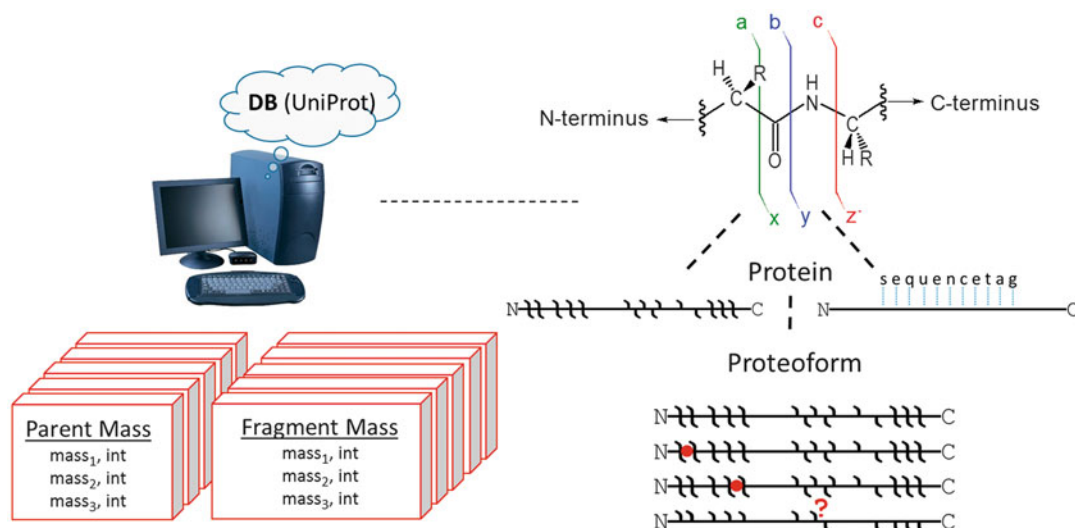 DB (UniProt)
a b c
H R H
N
N-terminus C-terminus
C C
O H R
x y z·
Protein
sequencetag
N C N C
Proteoform
N C
N C
N C
?
N C
Parent Mass
mass₁, int
mass₂, int
mass₃, int
Fragment Mass
mass₁, int
mass₂, int
mass₃, int